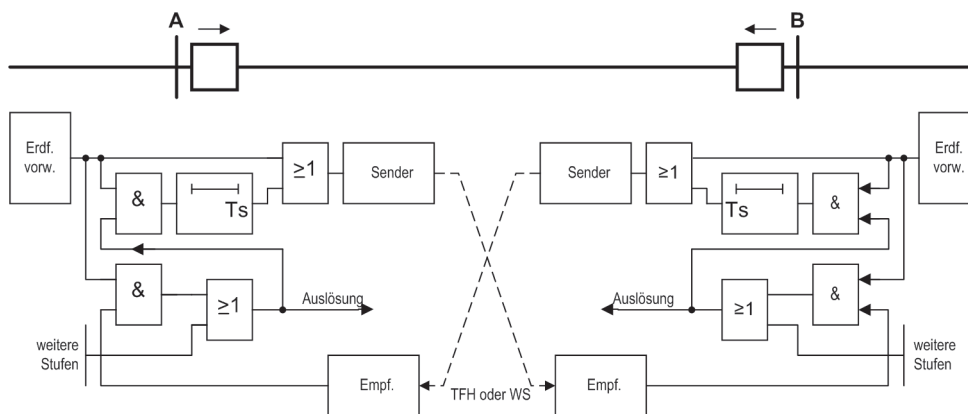 A
B
Erdf.
vorw.
&
Ts
≥1
Sender
Sender
≥1
Ts
&
Erdf.
vorw.
&
≥1
Auslösung
Auslösung
≥1
&
weitere
Stufen
Empf.
TFH oder WS
Empf.
weitere
Stufen